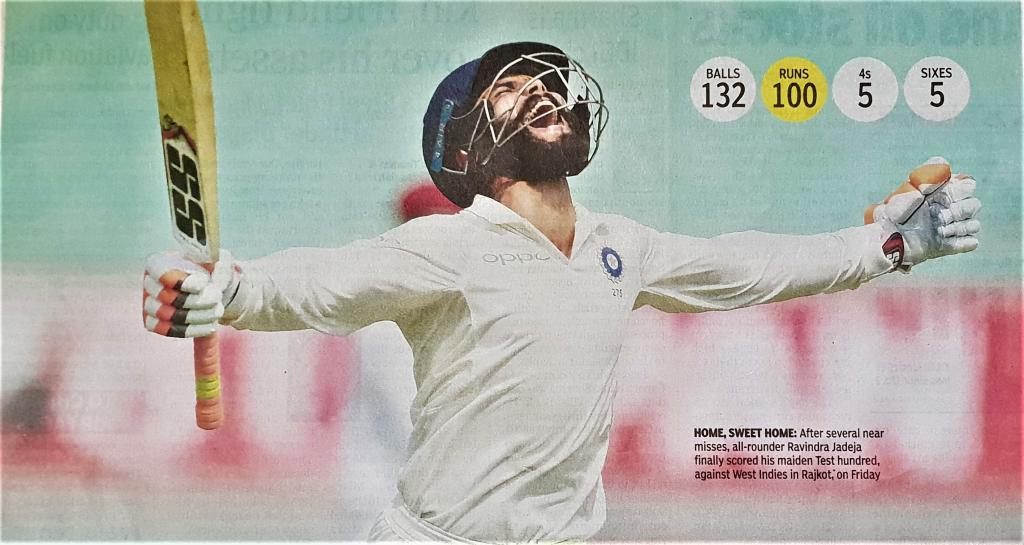 BALLS
132
RUNS
100
4s
5
SIXES
5
SS
oppo
275
HOME, SWEET HOME: After several near
misses, all-rounder Ravindra Jadeja
finally scored his maiden Test hundred,
against West Indies in Rajkot, on Friday